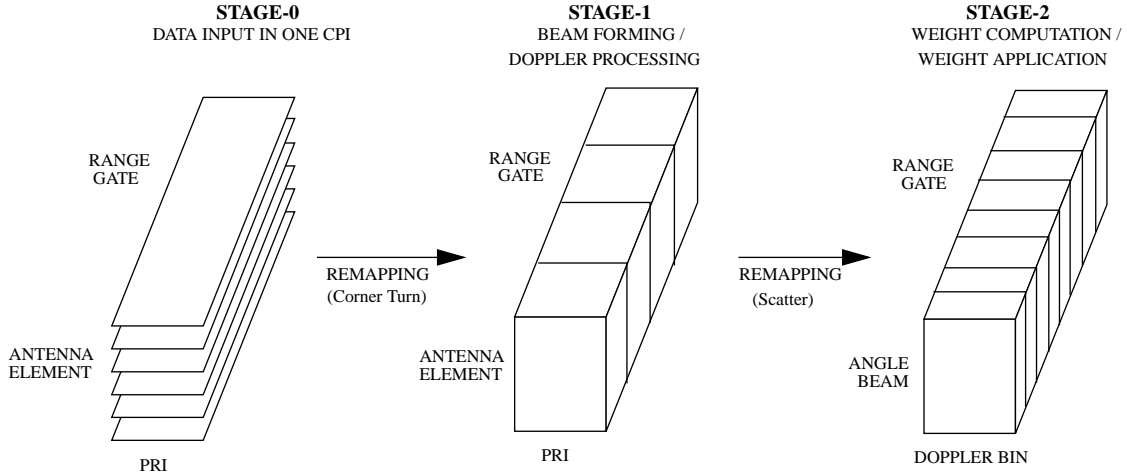 STAGE-0
DATA INPUT IN ONE CPI
RANGE
GATE
ANTENNA
ELEMENT
PRI
REMAPPING
(Corner Turn)
STAGE-1
BEAM FORMING /
DOPPLER PROCESSING
RANGE
GATE
ANTENNA
ELEMENT
PRI
REMAPPING
(Scatter)
STAGE-2
WEIGHT COMPUTATION /
WEIGHT APPLICATION
RANGE
GATE
ANGLE
BEAM
DOPPLER BIN